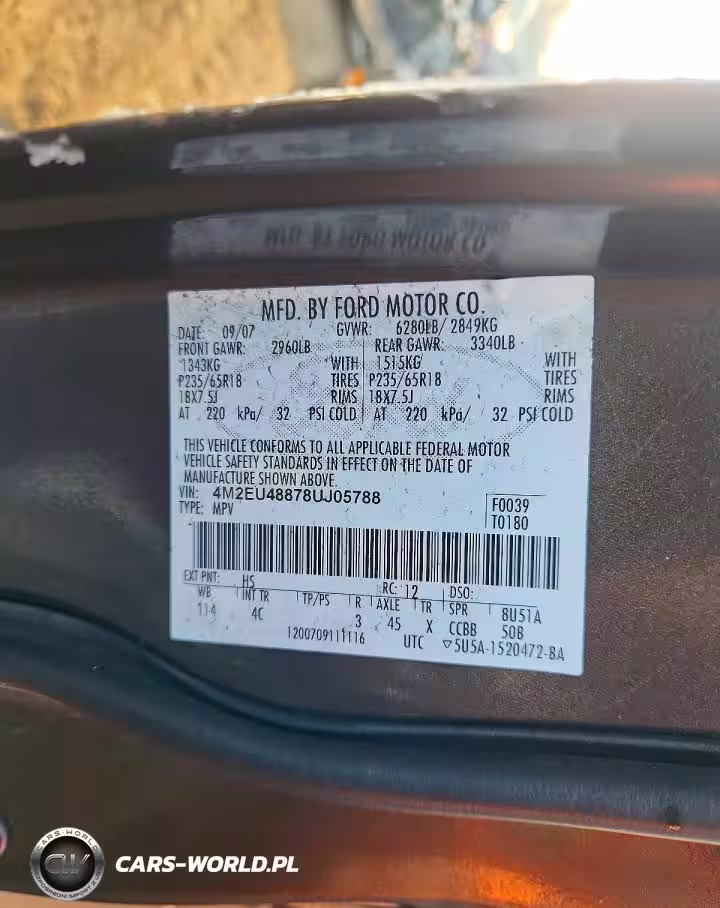 MFD. BY FORD MOTOR CO.
DATE: 09/07 GVWR: 6280LB/ 2849KG
FRONT GAWR: 2960LB REAR GAWR: 3340LB
1343KG WITH 1515KG WITH
P235/65R18 TIRES P235/65R18 TIRES
18X7.5J RIMS 18X7.5J RIMS
AT 220 kPa/ 32 PSI COLD AT 220 kPa/ 32 PSI COLD
THIS VEHICLE CONFORMS TO ALL APPLICABLE FEDERAL MOTOR
VEHICLE SAFETY STANDARDS IN EFFECT ON THE DATE OF
MANUFACTURE SHOWN ABOVE.
VIN: 4M2EU48878UJ05788
TYPE: MPV
F0039
T0180
EXT PNT: HS RC: 12 DSO:
WB INT TR TP/PS R AXLE TR SPR 8U51A
114 4C 3 45 X CCBB 50B
1200709111116 UTC ▽5U5A-1520472-BA
CARS-WORLD
CW
CARS-WORLD.PL